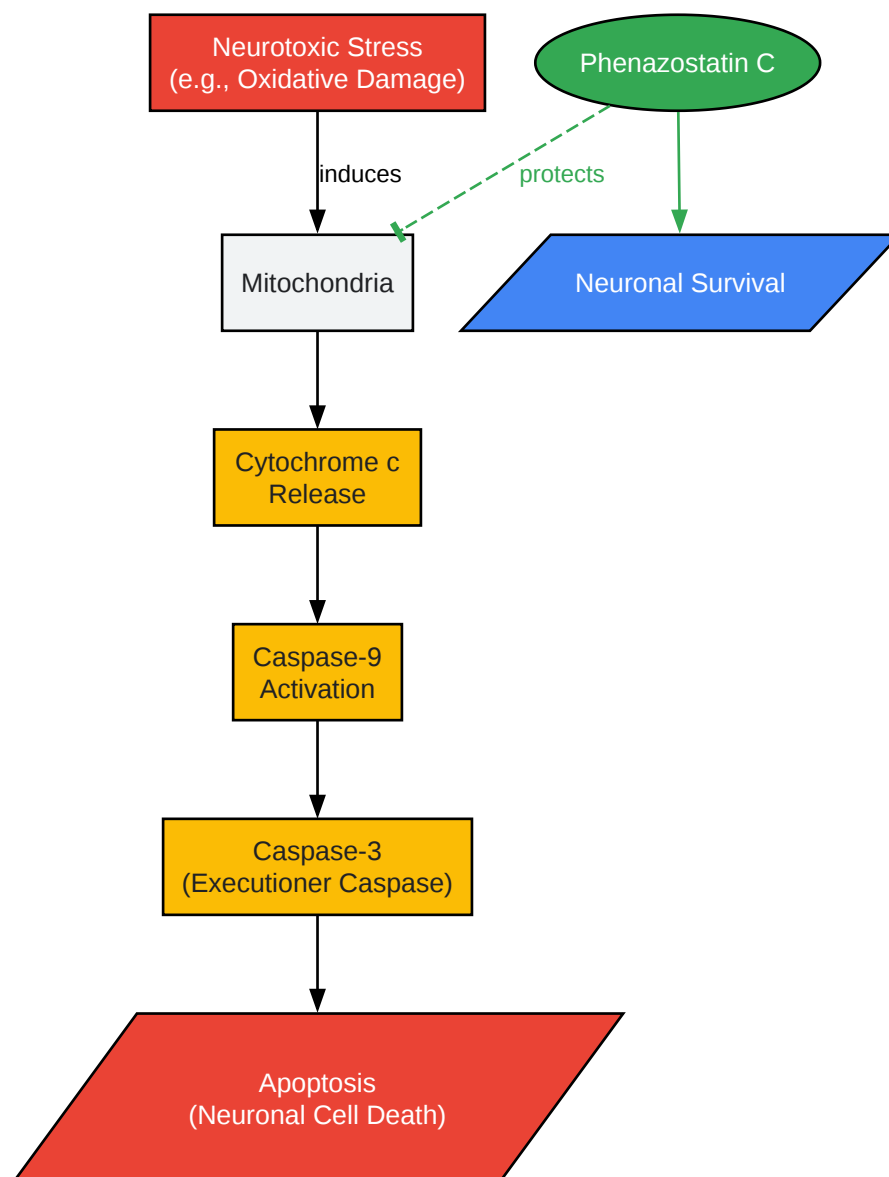 Neurotoxic Stress
(e.g., Oxidative Damage)
Phenazostatin C
induces
protects
Mitochondria
Neuronal Survival
Cytochrome c
Release
Caspase-9
Activation
Caspase-3
(Executioner Caspase)
Apoptosis
(Neuronal Cell Death)